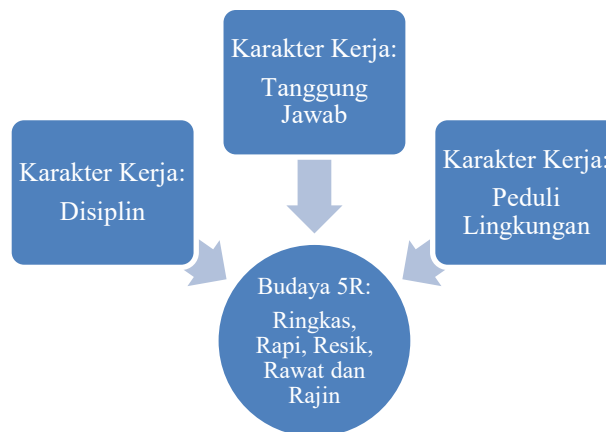 Karakter Kerja:
Tanggung
Jawab
Karakter Kerja:
Disiplin
Karakter Kerja:
Peduli
Lingkungan
Budaya 5R:
Ringkas,
Rapi, Resik,
Rawat dan
Rajin